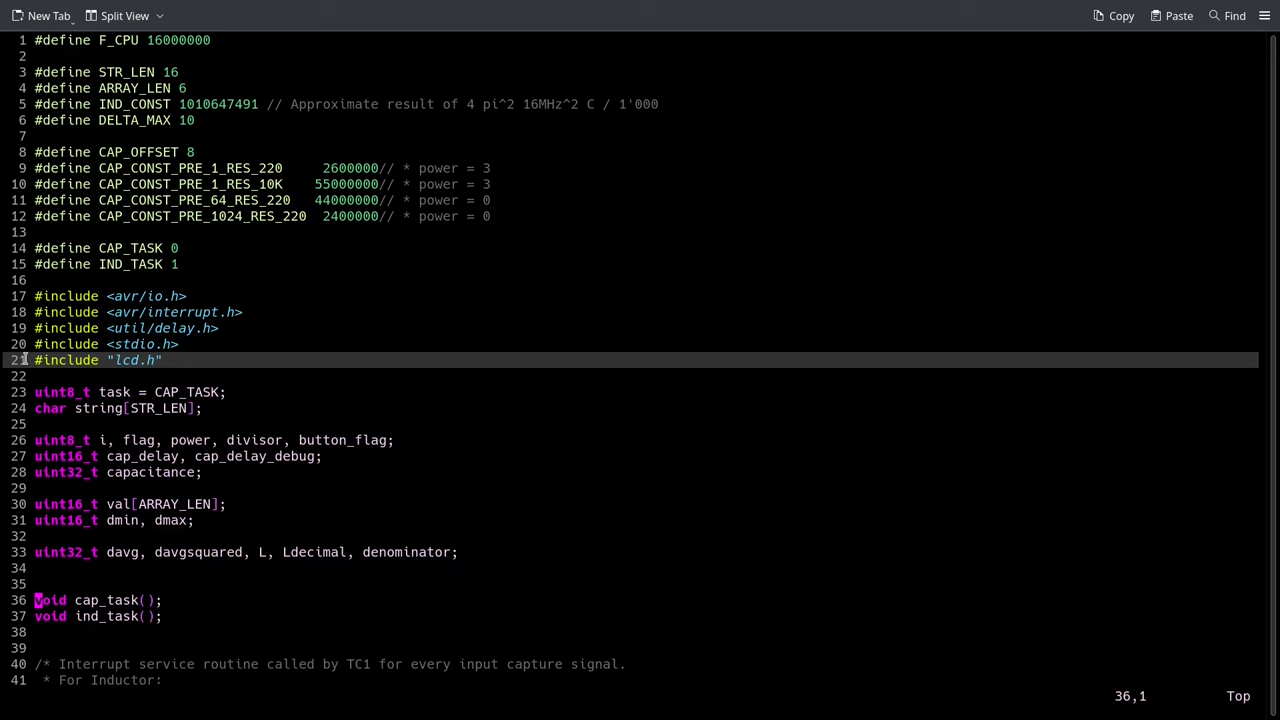 New Tab Split View Copy Paste Find
1 #define F_CPU 16000000
2
3 #define STR_LEN 16
4 #define ARRAY_LEN 6
5 #define IND_CONST 1010647491 // Approximate result of 4 pi^2 16MHz^2 C / 1'000
6 #define DELTA_MAX 10
7
8 #define CAP_OFFSET 8
9 #define CAP_CONST_PRE_1_RES_220     2600000// * power = 3
10 #define CAP_CONST_PRE_1_RES_10K    55000000// * power = 3
11 #define CAP_CONST_PRE_64_RES_220   44000000// * power = 0
12 #define CAP_CONST_PRE_1024_RES_220  2400000// * power = 0
13
14 #define CAP_TASK 0
15 #define IND_TASK 1
16
17 #include <avr/io.h>
18 #include <avr/interrupt.h>
19 #include <util/delay.h>
20 #include <stdio.h>
21 #include "lcd.h"
22
23 uint8_t task = CAP_TASK;
24 char string[STR_LEN];
25
26 uint8_t i, flag, power, divisor, button_flag;
27 uint16_t cap_delay, cap_delay_debug;
28 uint32_t capacitance;
29
30 uint16_t val[ARRAY_LEN];
31 uint16_t dmin, dmax;
32
33 uint32_t davg, davgsquared, L, Ldecimal, denominator;
34
35
36 void cap_task();
37 void ind_task();
38
39
40 /* Interrupt service routine called by TC1 for every input capture signal.
41  * For Inductor:
36,1 Top